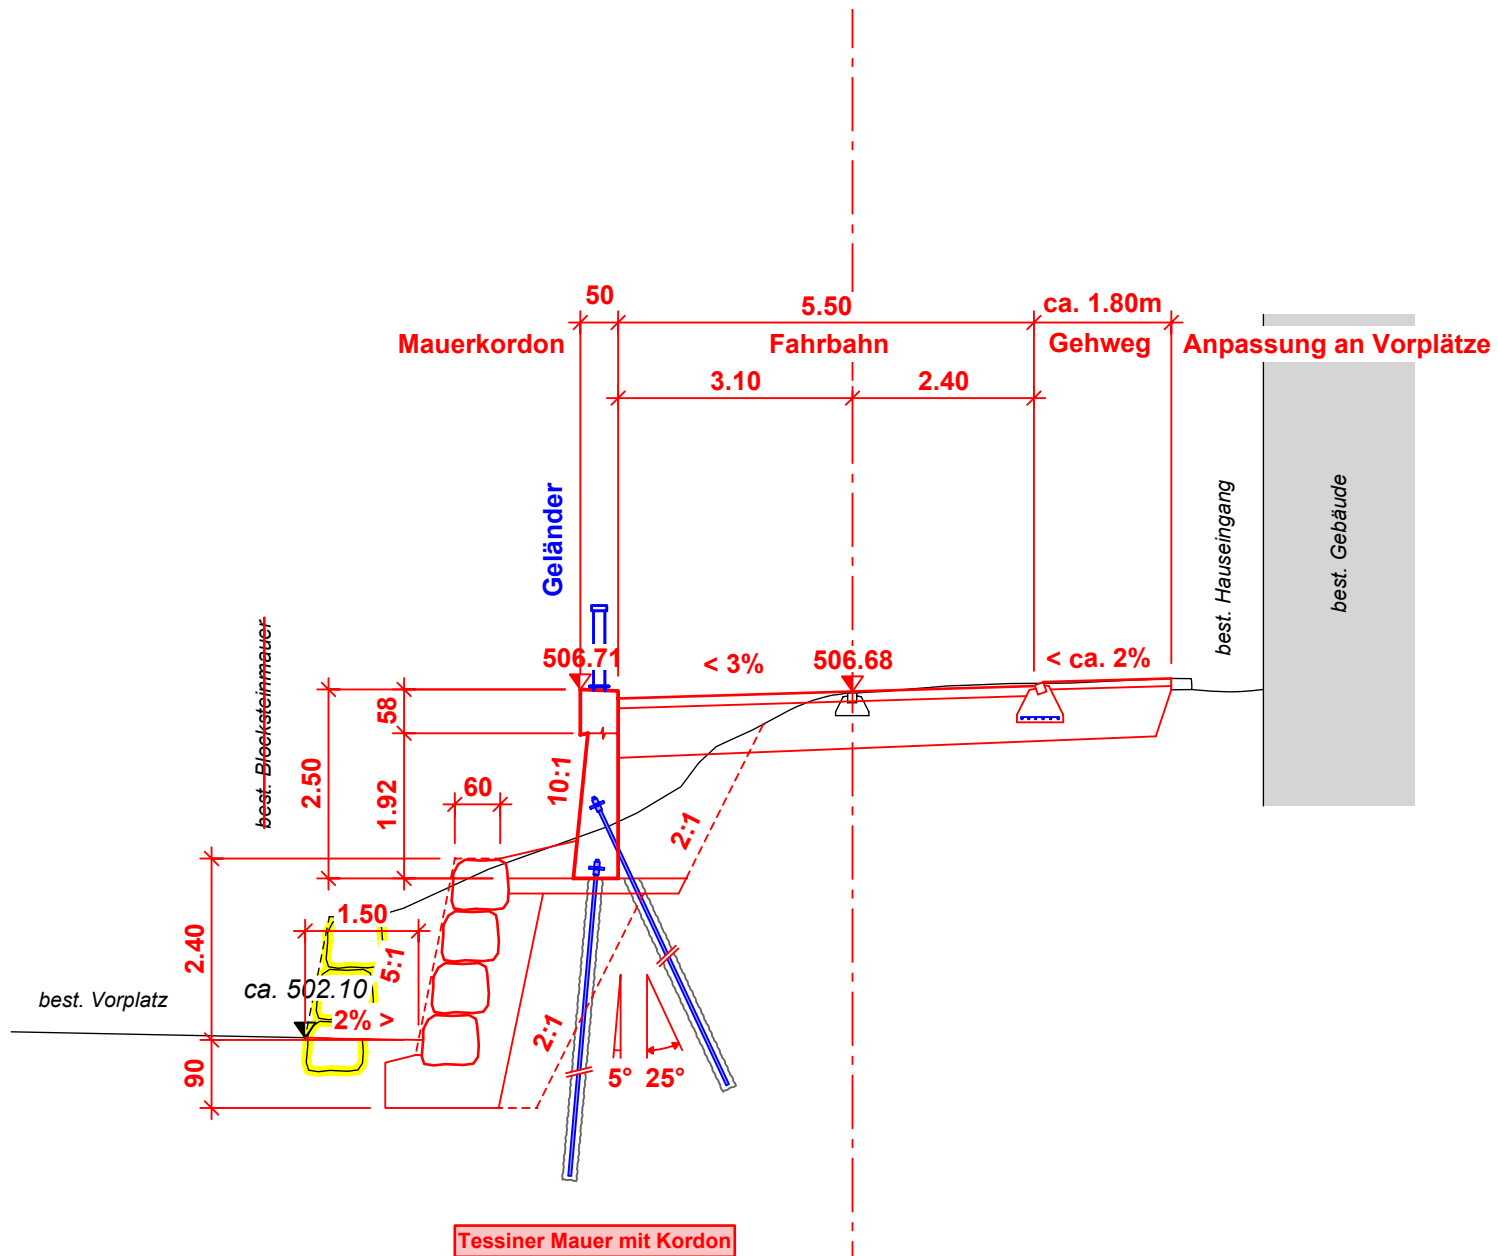 50
5.50
ca. 1.80m
Mauerkordon
Fahrbahn
Gehweg
Anpassung an Vorplätze
3.10
2.40
Geländer
best. Hauseingang
best. Gebäude
best. Blocksteinmauer
506.71
< 3%
506.68
< ca. 2%
58
2.50
1.92
10:1
60
2:1
1.50
2.40
5:1
ca. 502.10
best. Vorplatz
2% >
2:1
90
5°
25°
Tessiner Mauer mit Kordon